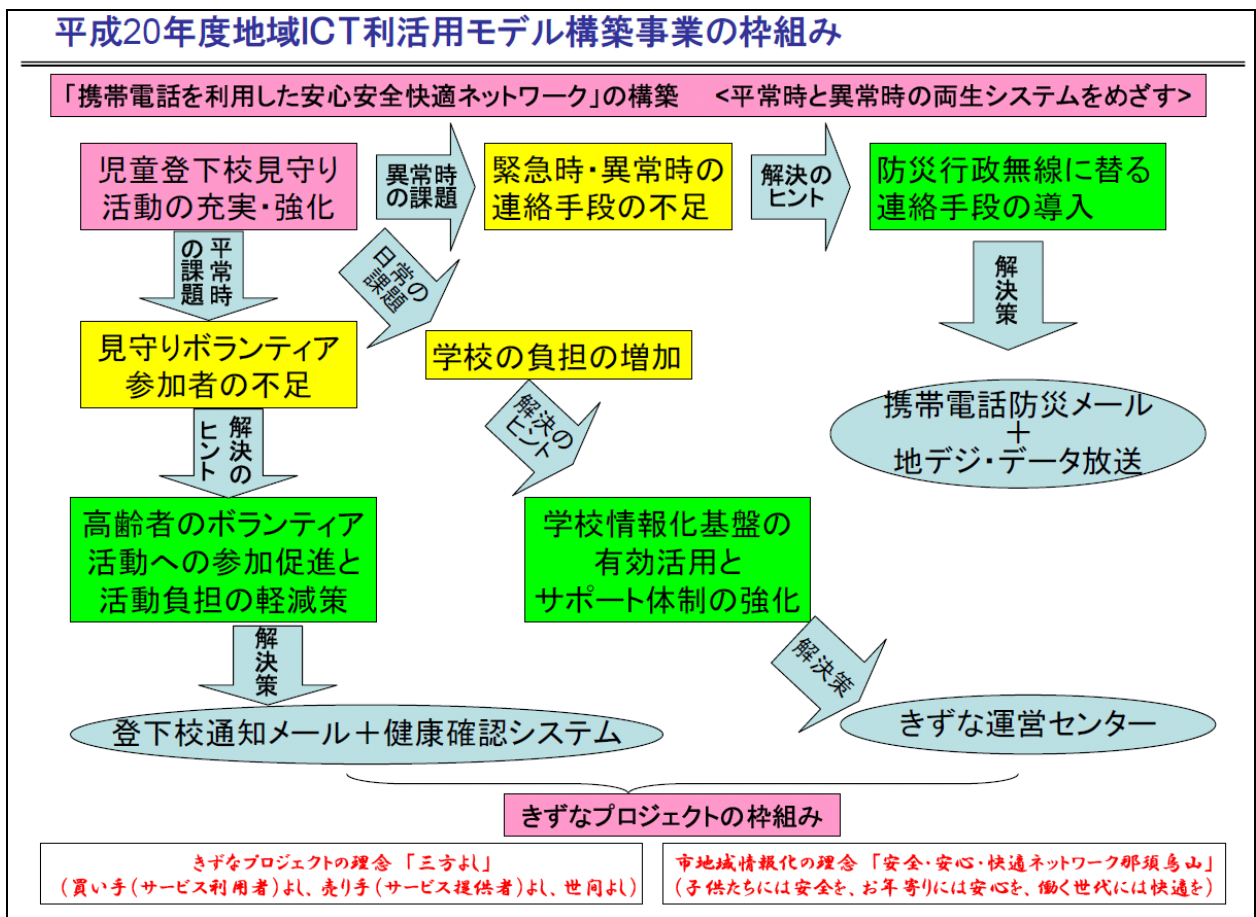 平成20年度地域ICT利活用モデル構築事業の枠組み
「携帯電話を利用した安心安全快適ネットワーク」の構築　<平常時と異常時の両生システムをめざす>
児童登下校見守り
活動の充実・強化
異常時
の課題
緊急時・異常時の
連絡手段の不足
解決の
ヒント
防災行政無線に替る
連絡手段の導入
平常時
の課題
日常の
課題
解決策
見守りボランティア
参加者の不足
学校の負担の増加
携帯電話防災メール
＋
地デジ・データ放送
解決の
ヒント
解決の
ヒント
高齢者のボランティア
活動への参加促進と
活動負担の軽減策
学校情報化基盤の
有効活用と
サポート体制の強化
解決策
解決策
登下校通知メール＋健康確認システム
きずな運営センター
きずなプロジェクトの枠組み
きずなプロジェクトの理念 「三方よし」
(買い手(サービス利用者)よし、売り手(サービス提供者)よし、世間よし)
市地域情報化の理念 「安全・安心・快適ネットワーク那須烏山」
(子供たちには安全を、お年寄りには安心を、働く世代には快適を)